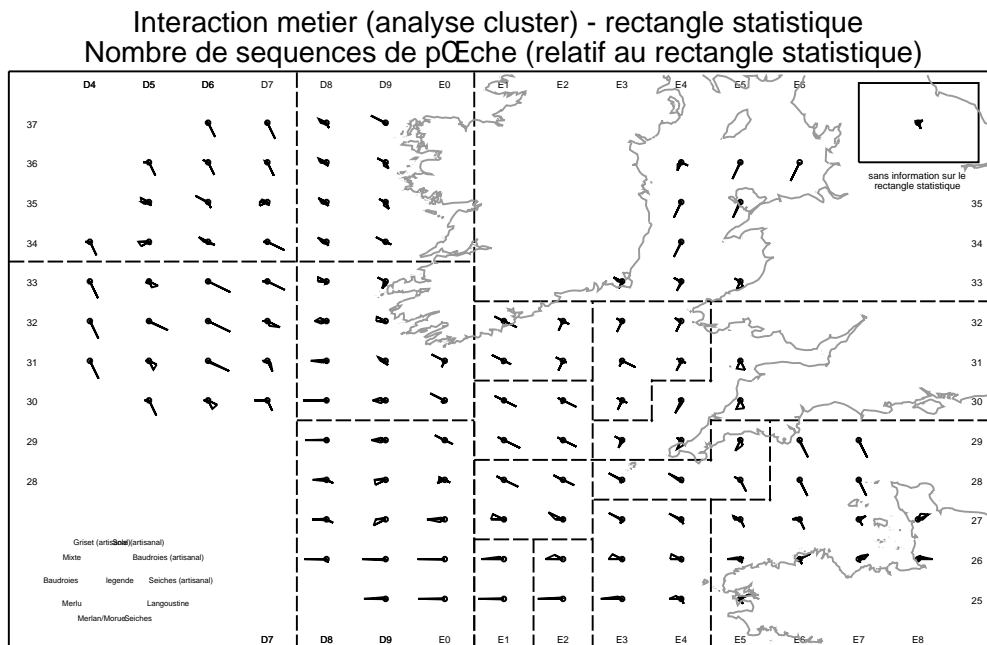 Interaction metier (analyse cluster) - rectangle statistique
Nombre de sequences de pŒche (relatif au rectangle statistique)
D4 D5 D6 D7 D8 D9 E0 E1 E2 E3 E4 E5 E6
37
36
sans information sur le
rectangle statistique
35 35
34 34
33 33
32 32
31 31
30 30
29 29
28 28
27
Griset (artisanal)
Mixte Baudroies (artisanal)
26
Baudroies legende Seiches (artisanal)
25
Merlu Langoustine
Merlan/Morue Seiches
D7 D8 D9 E0 E1 E2 E3 E4 E5 E6 E7 E8